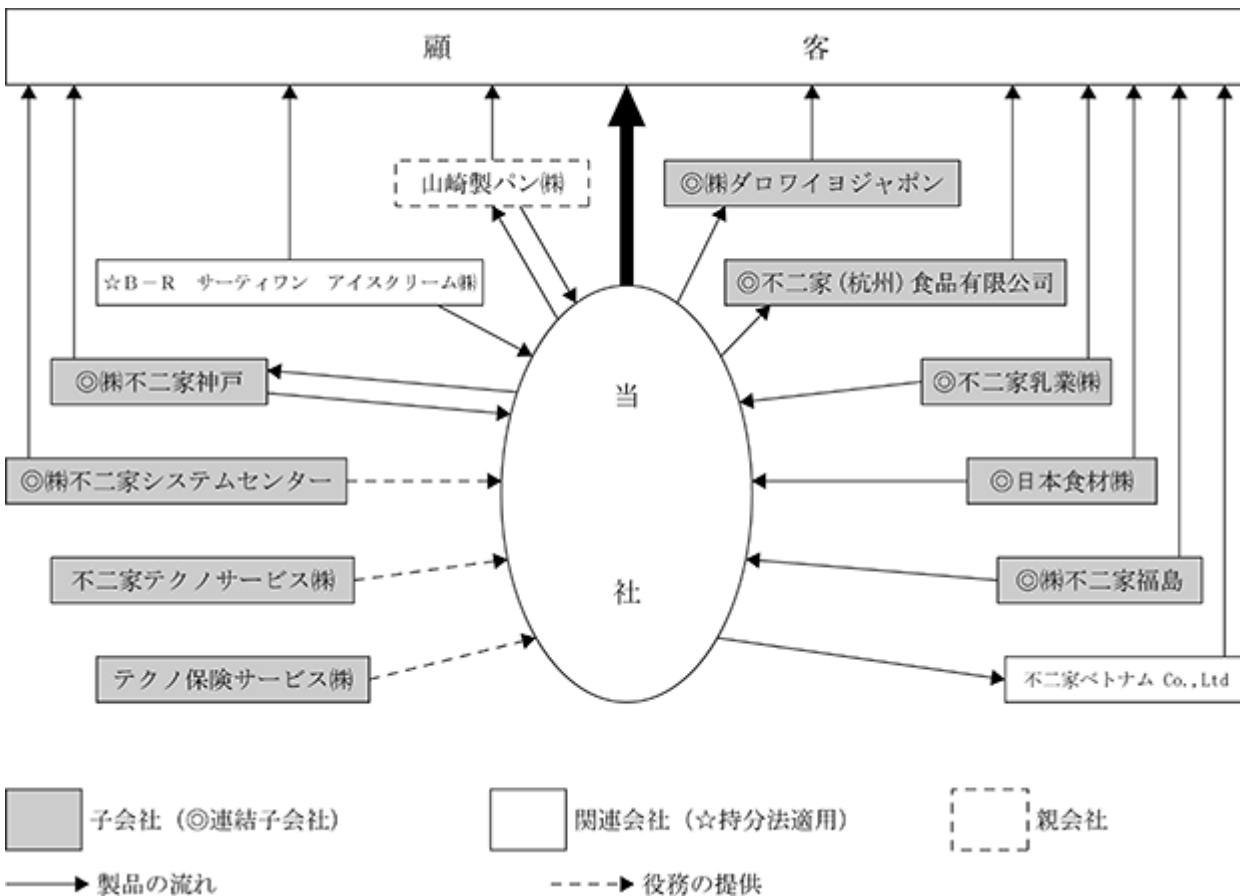 顧 客
山崎製パン㈱
◎㈱ダロワイヨジャポン
☆B-R サーティワン アイスクリーム㈱
◎不二家(杭州)食品有限公司
◎㈱不二家神戸
当
◎不二家乳業㈱
◎㈱不二家システムセンター
◎日本食材㈱
不二家テクノサービス㈱
社
◎㈱不二家福島
テクノ保険サービス㈱
不二家ベトナム Co.,Ltd
子会社(◎連結子会社)
関連会社(☆持分法適用)
親会社
製品の流れ
役務の提供